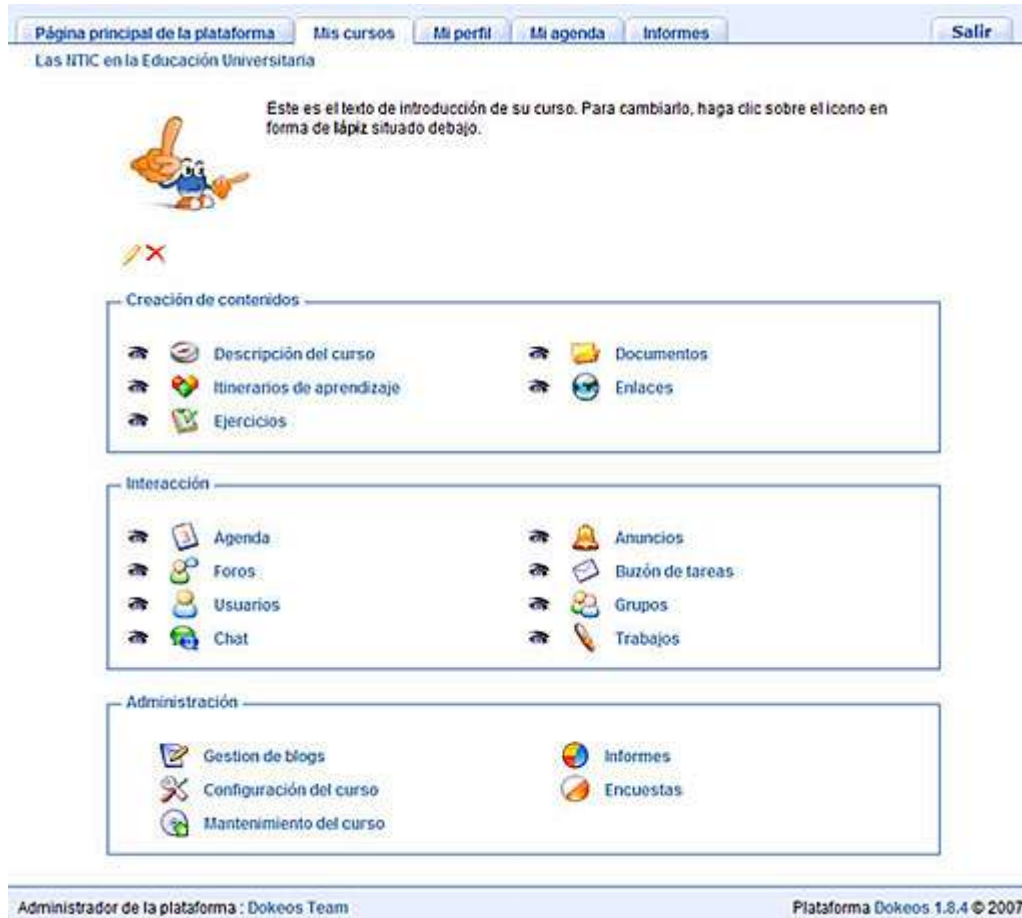 Página principal de la plataforma Mis cursos Mi perfil Mi agenda Informes Salir
Las NTIC en la Educación Universitaria
Este es el texto de introducción de su curso. Para cambiarlo, haga clic sobre el icono en
forma de lápiz situado debajo.
Creación de contenidos
Descripción del curso Documentos
Itinerarios de aprendizaje Enlaces
Ejercicios
Interacción
3
Agenda Anuncios
Foros Buzón de tareas
Usuarios Grupos
Chat Trabajos
Administración
Gestion de blogs Informes
Configuración del curso Encuestas
Mantenimiento del curso
Administrador de la plataforma : Dokeos Team Plataforma Dokeos 1.8.4 © 2007